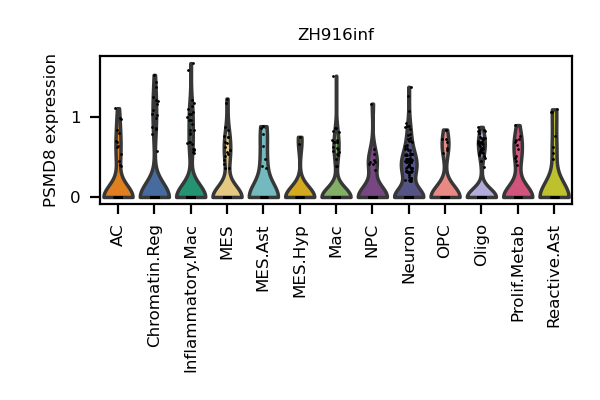 ZH916inf
PSMD8 expression
1
0
AC
Chromatin.Reg
Inflammatory.Mac
MES
MES.Ast
MES.Hyp
Mac
NPC
Neuron
OPC
Oligo
Prolif.Metab
Reactive.Ast